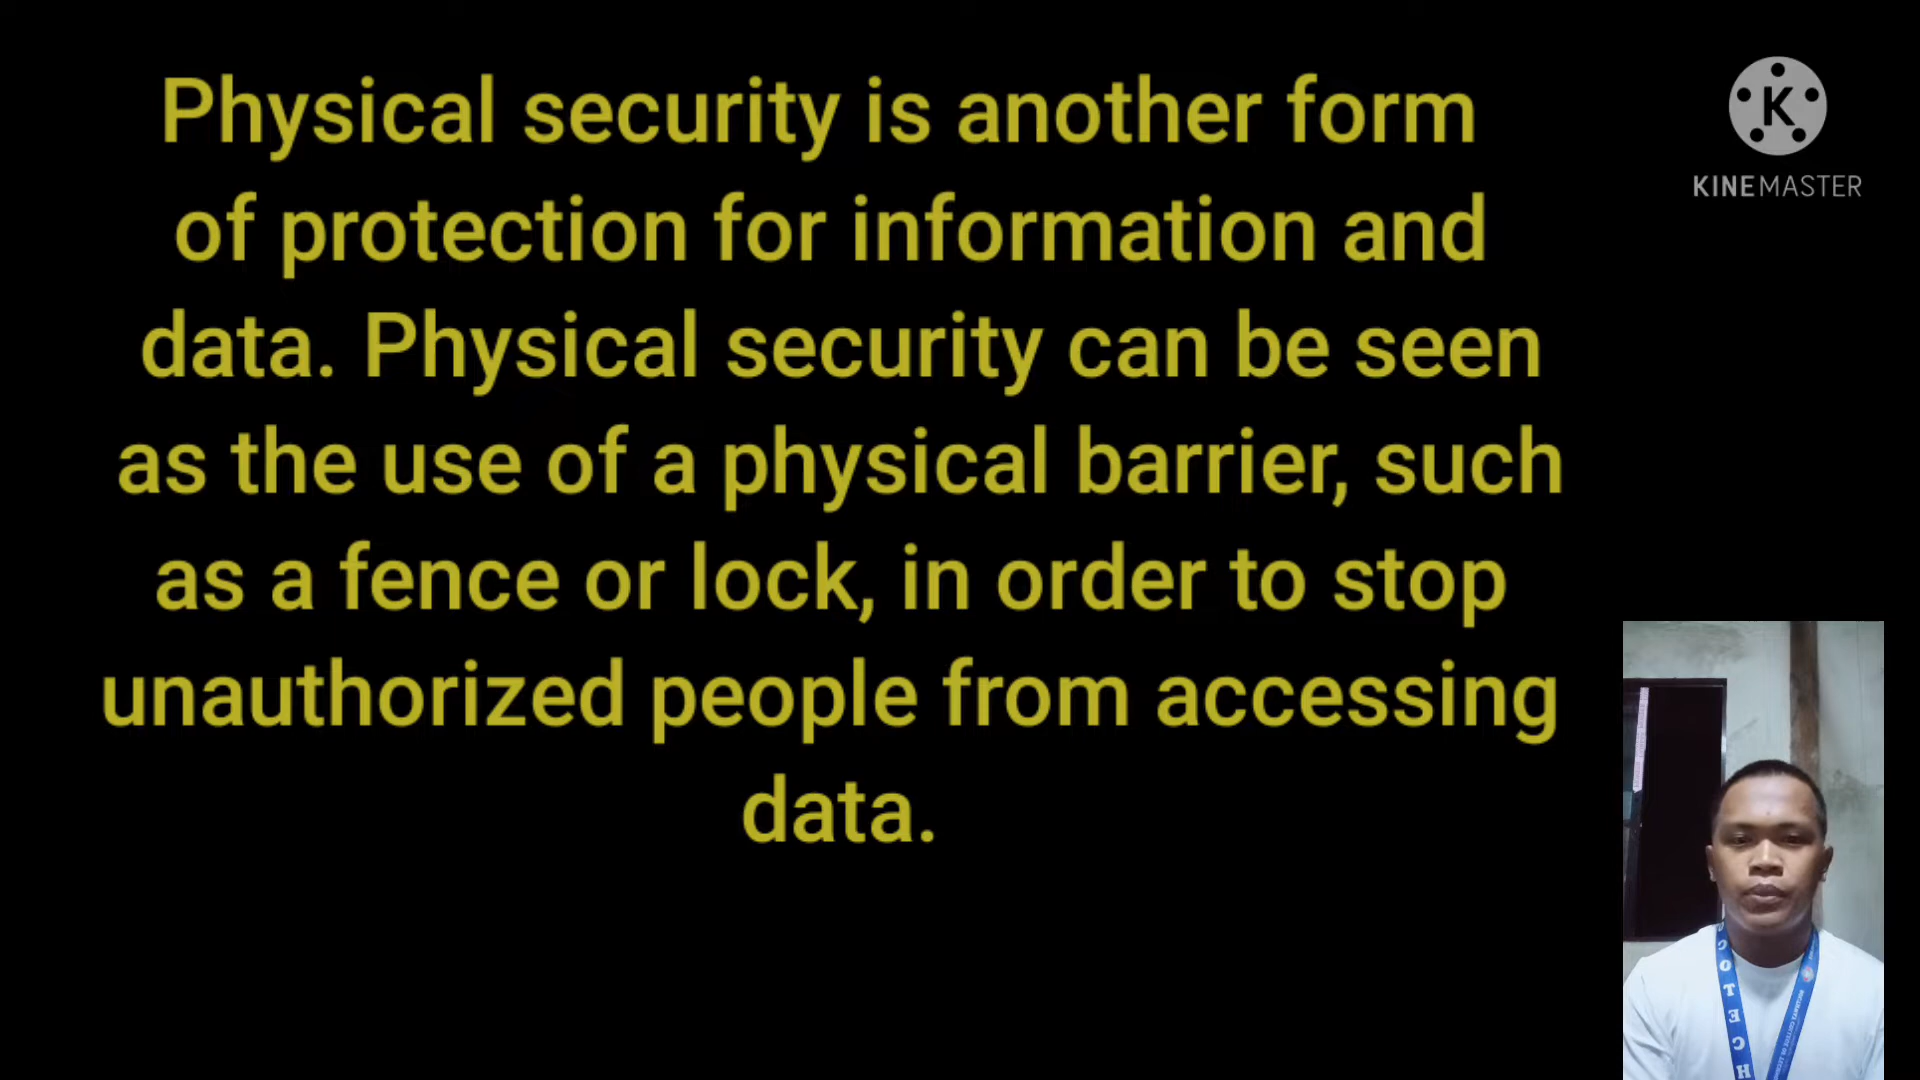 Physical security is another form
of protection for information and
data. Physical security can be seen
as the use of a physical barrier, such
as a fence or lock, in order to stop
unauthorized people from accessing
data.
K
KINEMASTER
COTECH